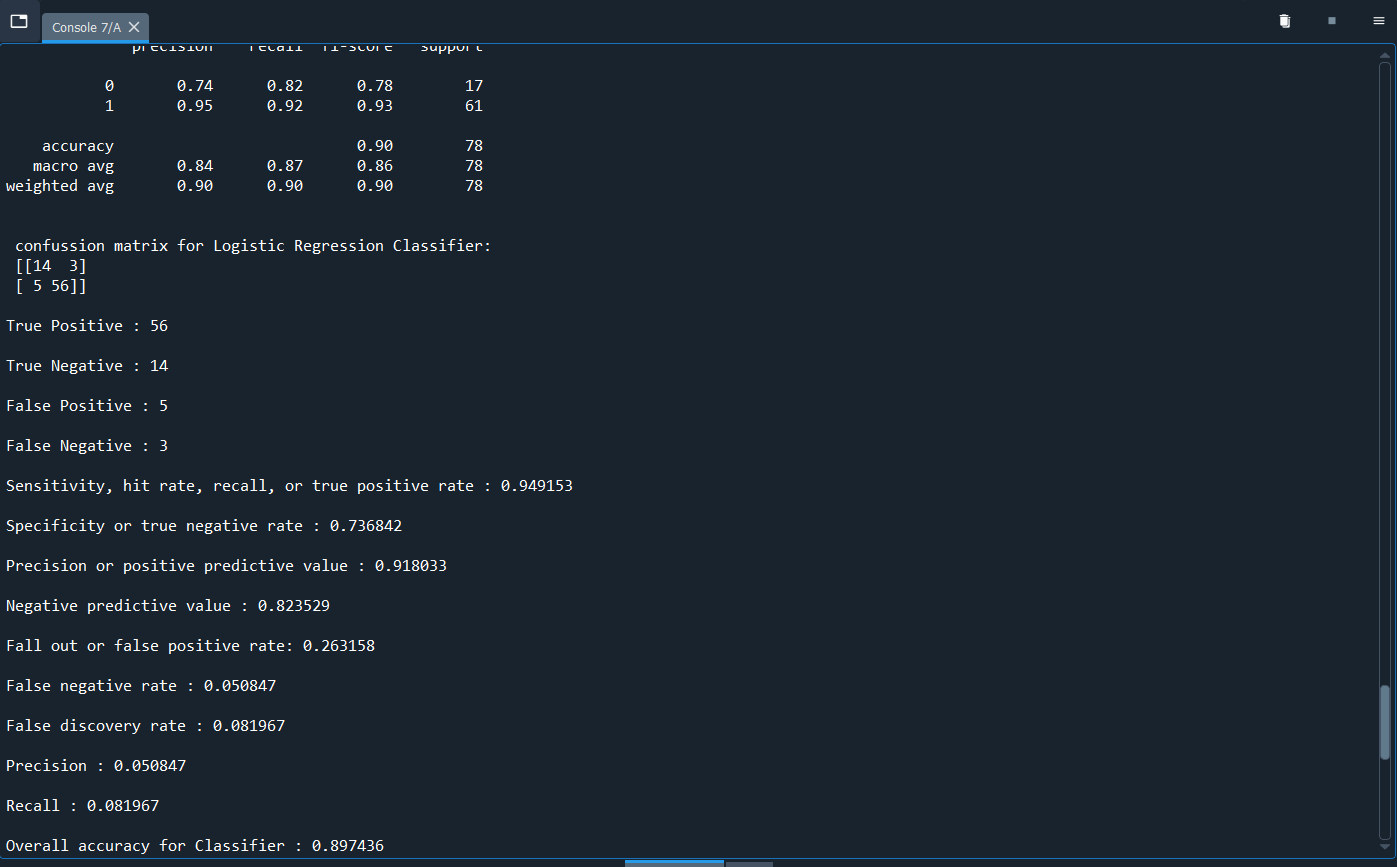 Console 7/A
precision recall f1-score support
0 0.74 0.82 0.78 17
1 0.95 0.92 0.93 61
accuracy 0.90 78
macro avg 0.84 0.87 0.86 78
weighted avg 0.90 0.90 0.90 78
confussion matrix for Logistic Regression Classifier:
[[14  3]
[ 5 56]]
True Positive : 56
True Negative : 14
False Positive : 5
False Negative : 3
Sensitivity, hit rate, recall, or true positive rate : 0.949153
Specificity or true negative rate : 0.736842
Precision or positive predictive value : 0.918033
Negative predictive value : 0.823529
Fall out or false positive rate: 0.263158
False negative rate : 0.050847
False discovery rate : 0.081967
Precision : 0.050847
Recall : 0.081967
Overall accuracy for Classifier : 0.897436